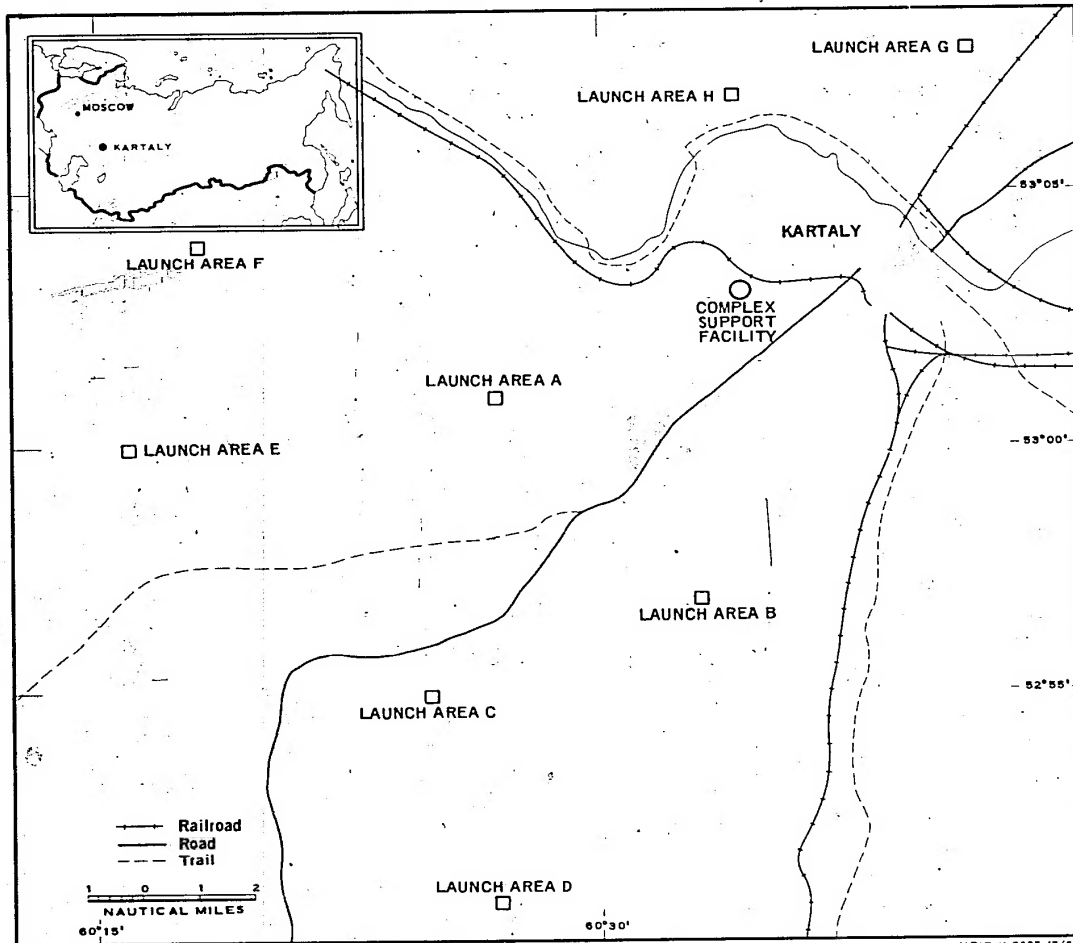 LAUNCH AREA G
LAUNCH AREA H
MOSCOW
KARTALY
53°05'
KARTALY
LAUNCH AREA F
COMPLEX
SUPPORT
FACILITY
LAUNCH AREA A
53°00'
LAUNCH AREA E
LAUNCH AREA B
52°55'
LAUNCH AREA C
Railroad
Road
Trail
LAUNCH AREA D
1 0 1 2
NAUTICAL MILES
60°15'
60°30'